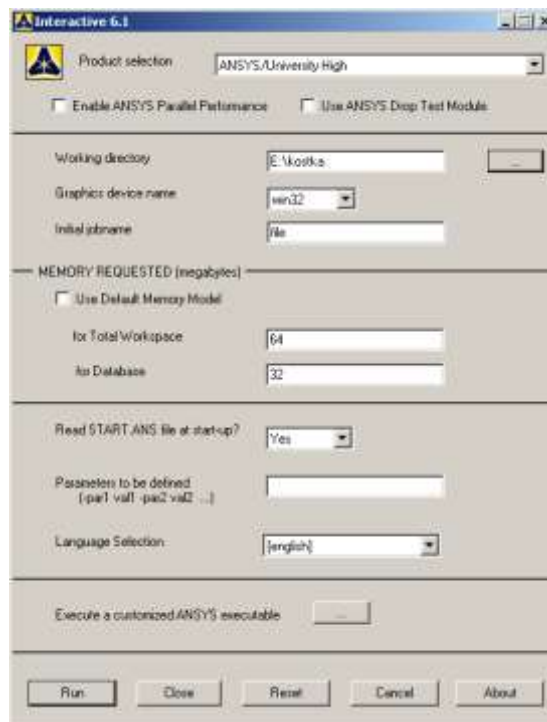 Interactive 6.1
Product selection ANSYS/University High
Enable ANSYS Parallel Performance Use ANSYS Drop Test Module
Working directory E:\kostka ...
Graphics device name win32
Initial jobname file
MEMORY REQUESTED (megabytes)
Use Default Memory Model
for Total Workspace 64
for Database 32
Read START.ANS file at start-up? Yes
Parameters to be defined
(-par1 val1 -par2 val2 ...)
Language Selection [english]
Execute a customized ANSYS executable ...
Run Close Reset Cancel About